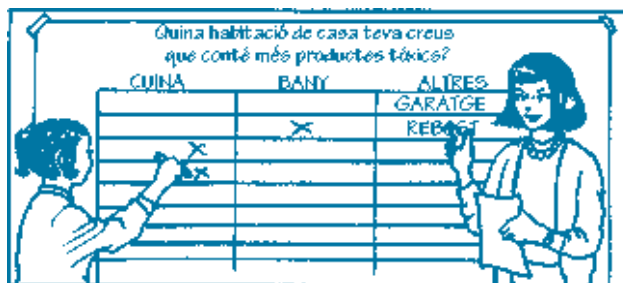 Quina habitació de casa teva creus
que conté més productes tòxics?
CUINA BANY ALTRES
GARATGE
REBOST